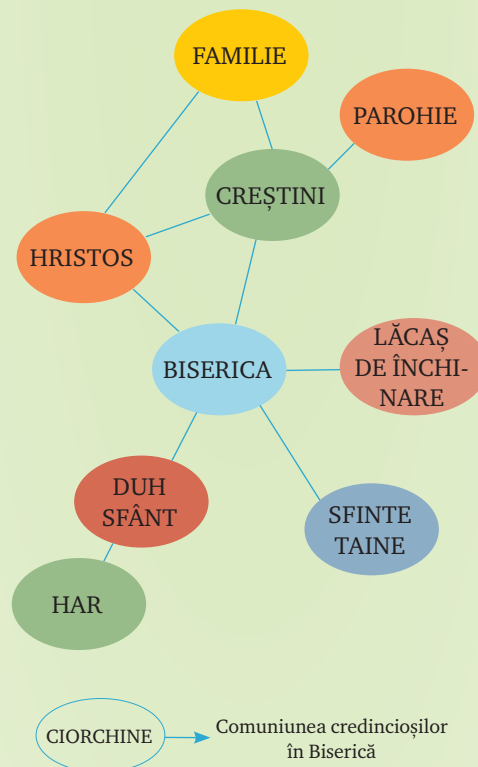 FAMILIE
PAROHIE
CREȘTINI
HRISTOS
BISERICA
LĂCAȘ
DE ÎNCHI-
NARE
DUH
SFÂNT
SFINTE
TAINE
HAR
CIORCHINE
Comuniunea credincioșilor
în Biserică